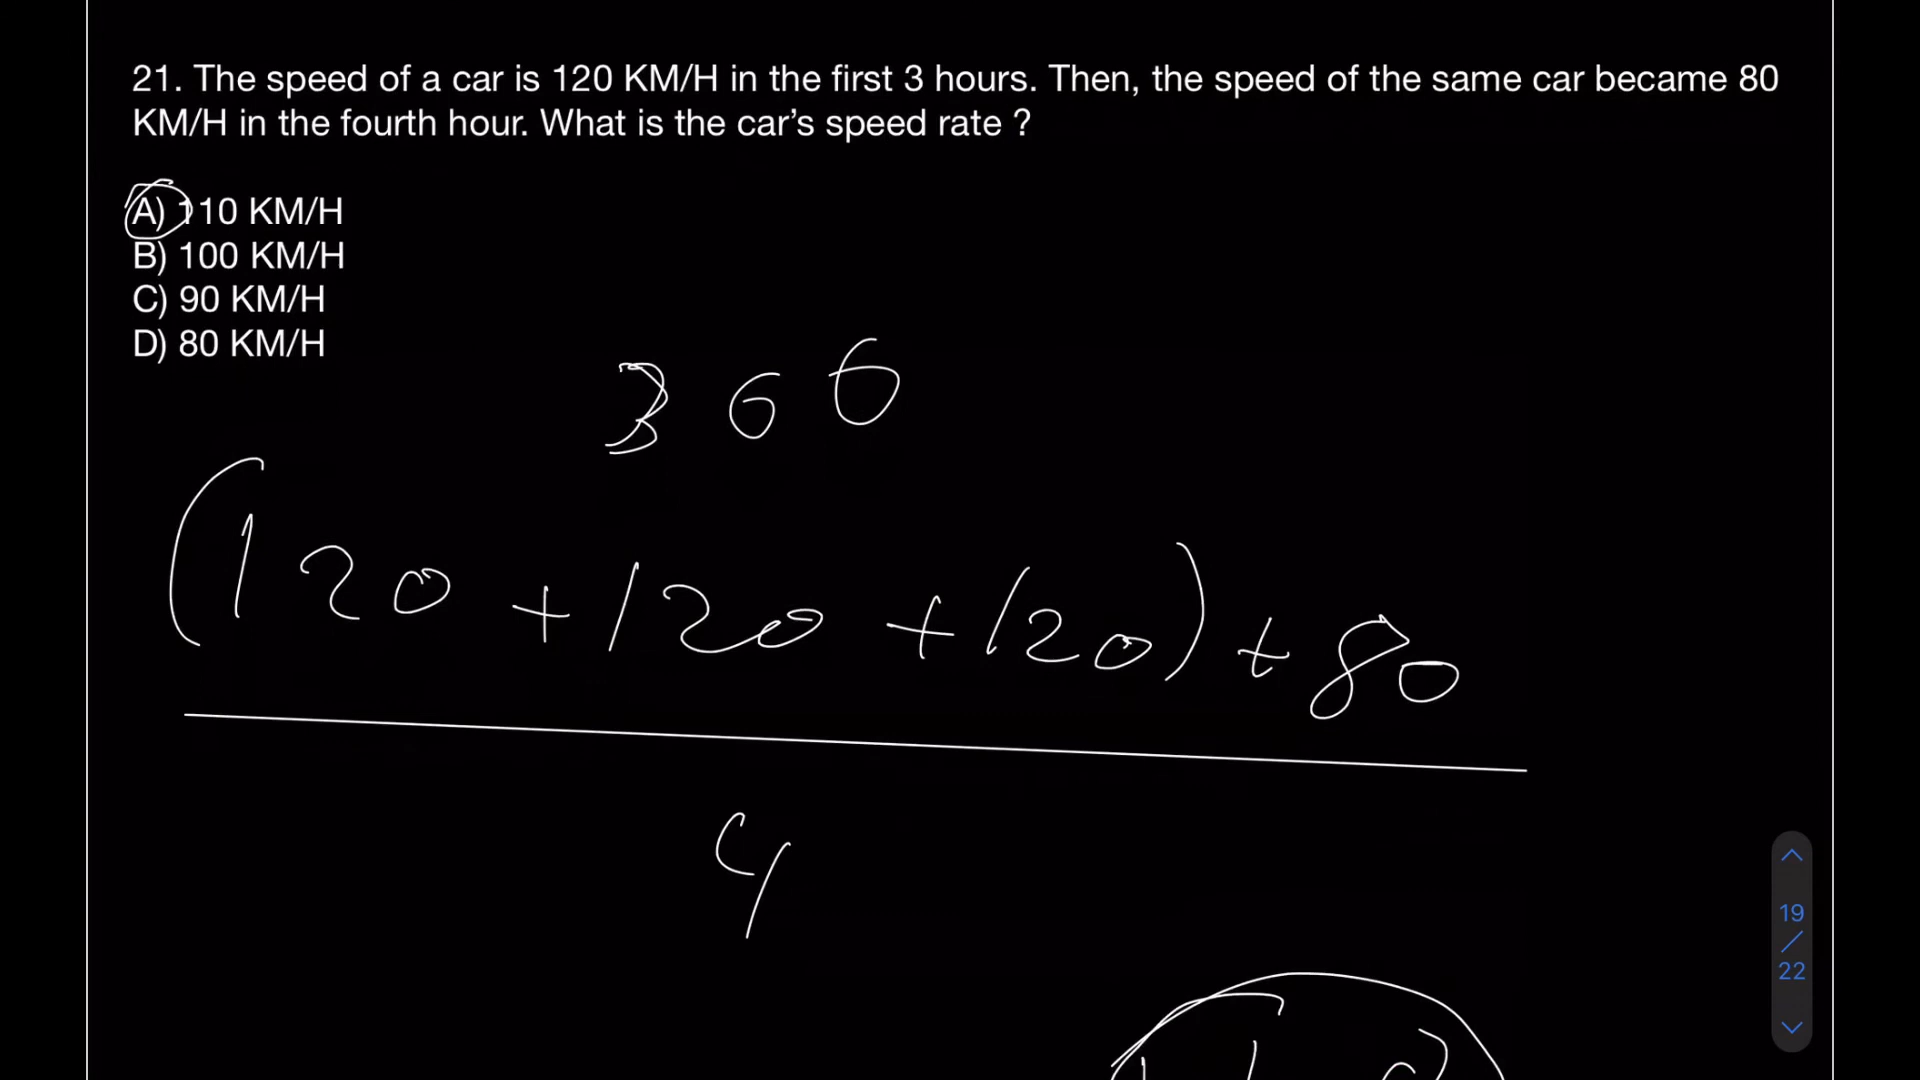 21. The speed of a car is 120 KM/H in the first 3 hours. Then, the speed of the same car became 80
KM/H in the fourth hour. What is the car’s speed rate ?
A) 110 KM/H
B) 100 KM/H
C) 90 KM/H
D) 80 KM/H
366
(120+120+120)+80
4
19
/
22